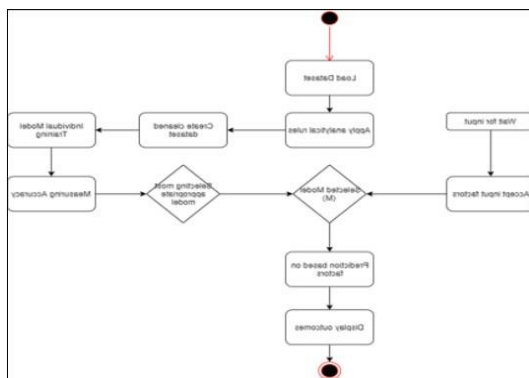 Load Dataset
Apply analytical rules
Create cleaned
dataset
Individual Model
Training
Wait for input
Measuring Accuracy
Selecting most
appropriate
model
Selected Model
(M)
Accept input factors
Prediction based on
factors
Display outcomes